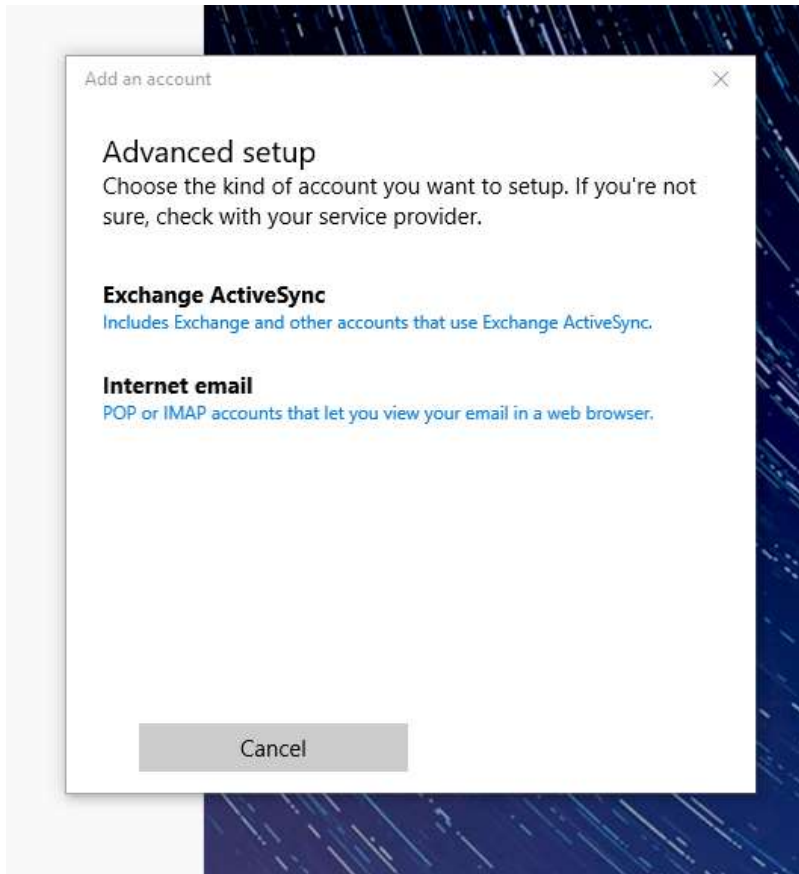 Add an account
Advanced setup
Choose the kind of account you want to setup. If you're not
sure, check with your service provider.
Exchange ActiveSync
Includes Exchange and other accounts that use Exchange ActiveSync.
Internet email
POP or IMAP accounts that let you view your email in a web browser.
Cancel